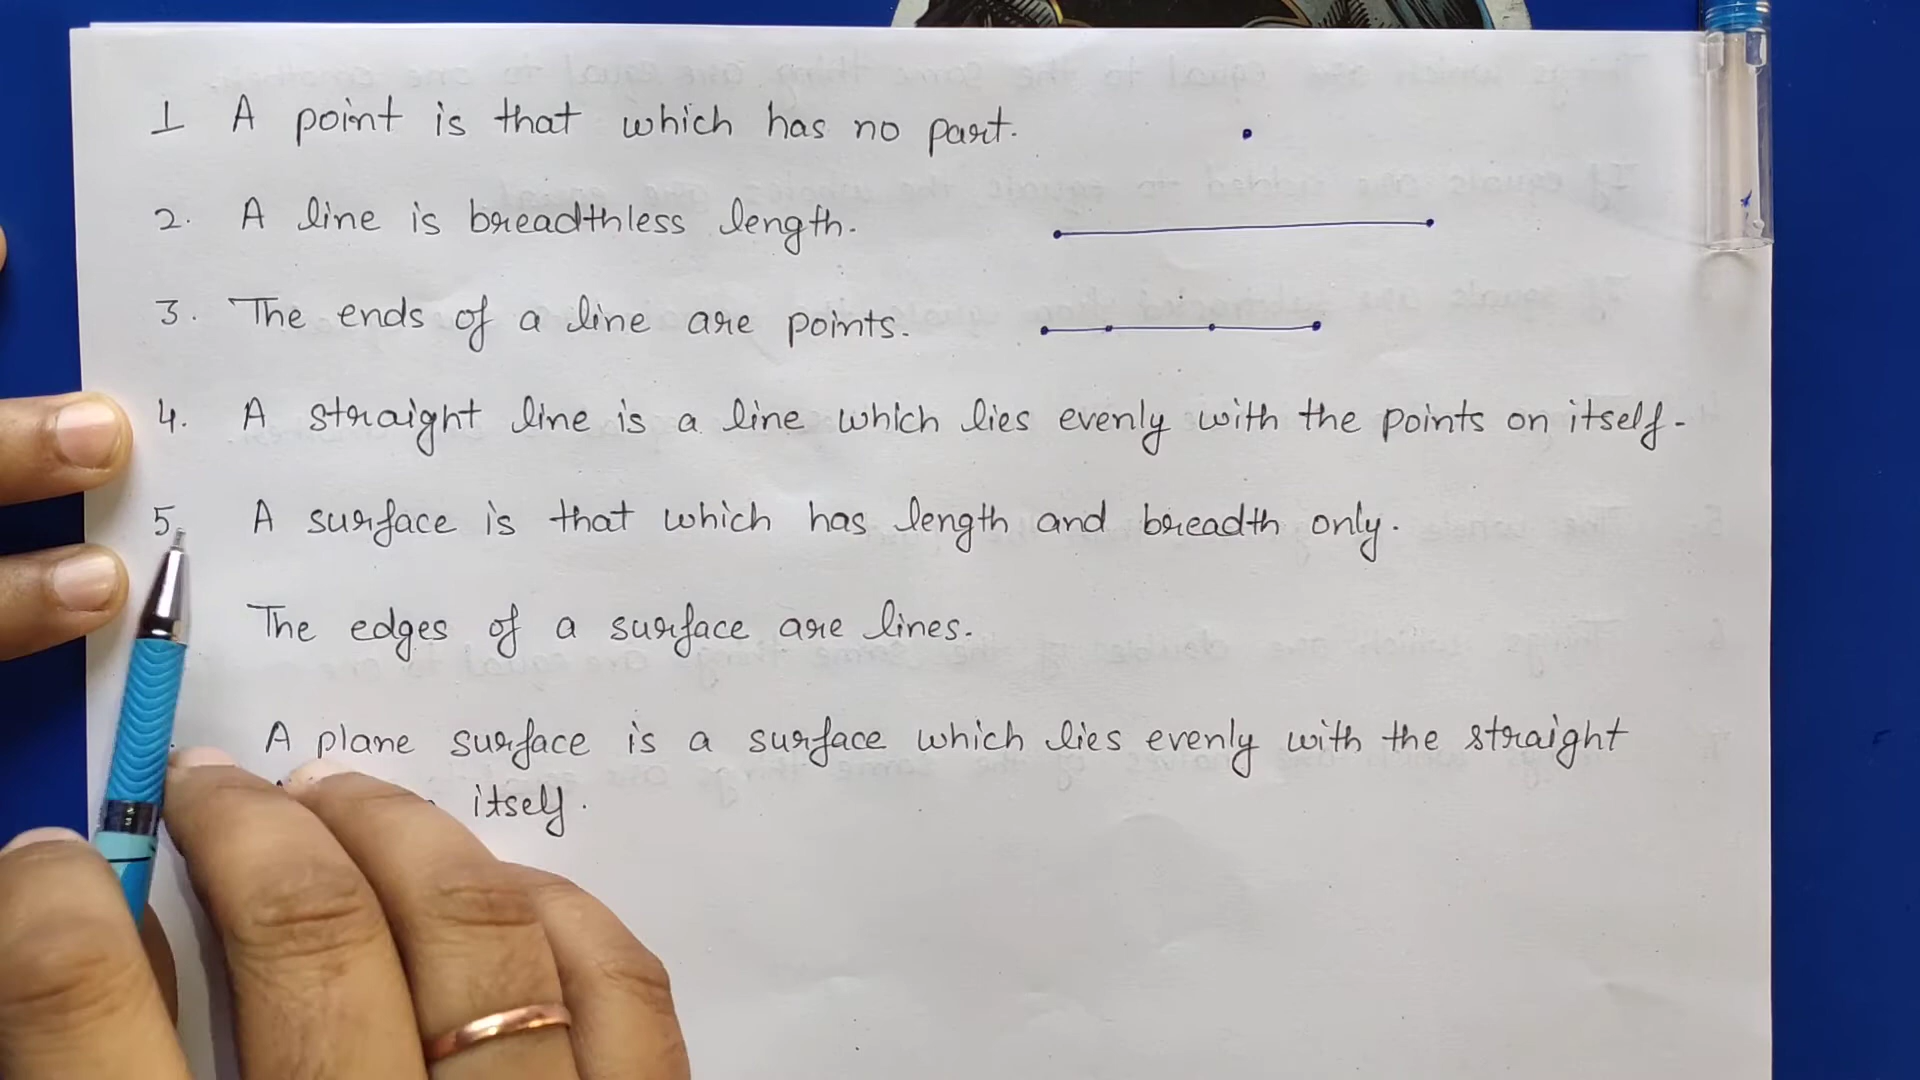 1 A point is that which has no part.
2. A line is breadthless length.
3. The ends of a line are points.
4. A straight line is a line which lies evenly with the points on itself.
5. A surface is that which has length and breadth only.
The edges of a surface are lines.
A plane surface is a surface which lies evenly with the straight
itself.